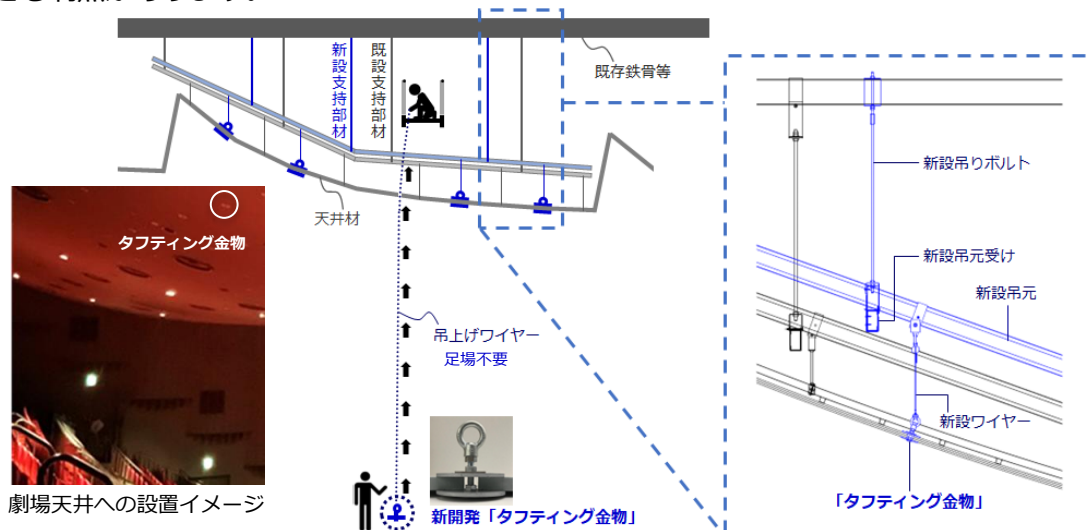 新設支持部材
既設支持部材
既存鉄骨等
天井材
タフティング金物
劇場天井への設置イメージ
吊上げワイヤー
足場不要
新開発「タフティング金物」
新設吊りボルト
新設吊元受け
新設吊元
新設ワイヤー
「タフティング金物」